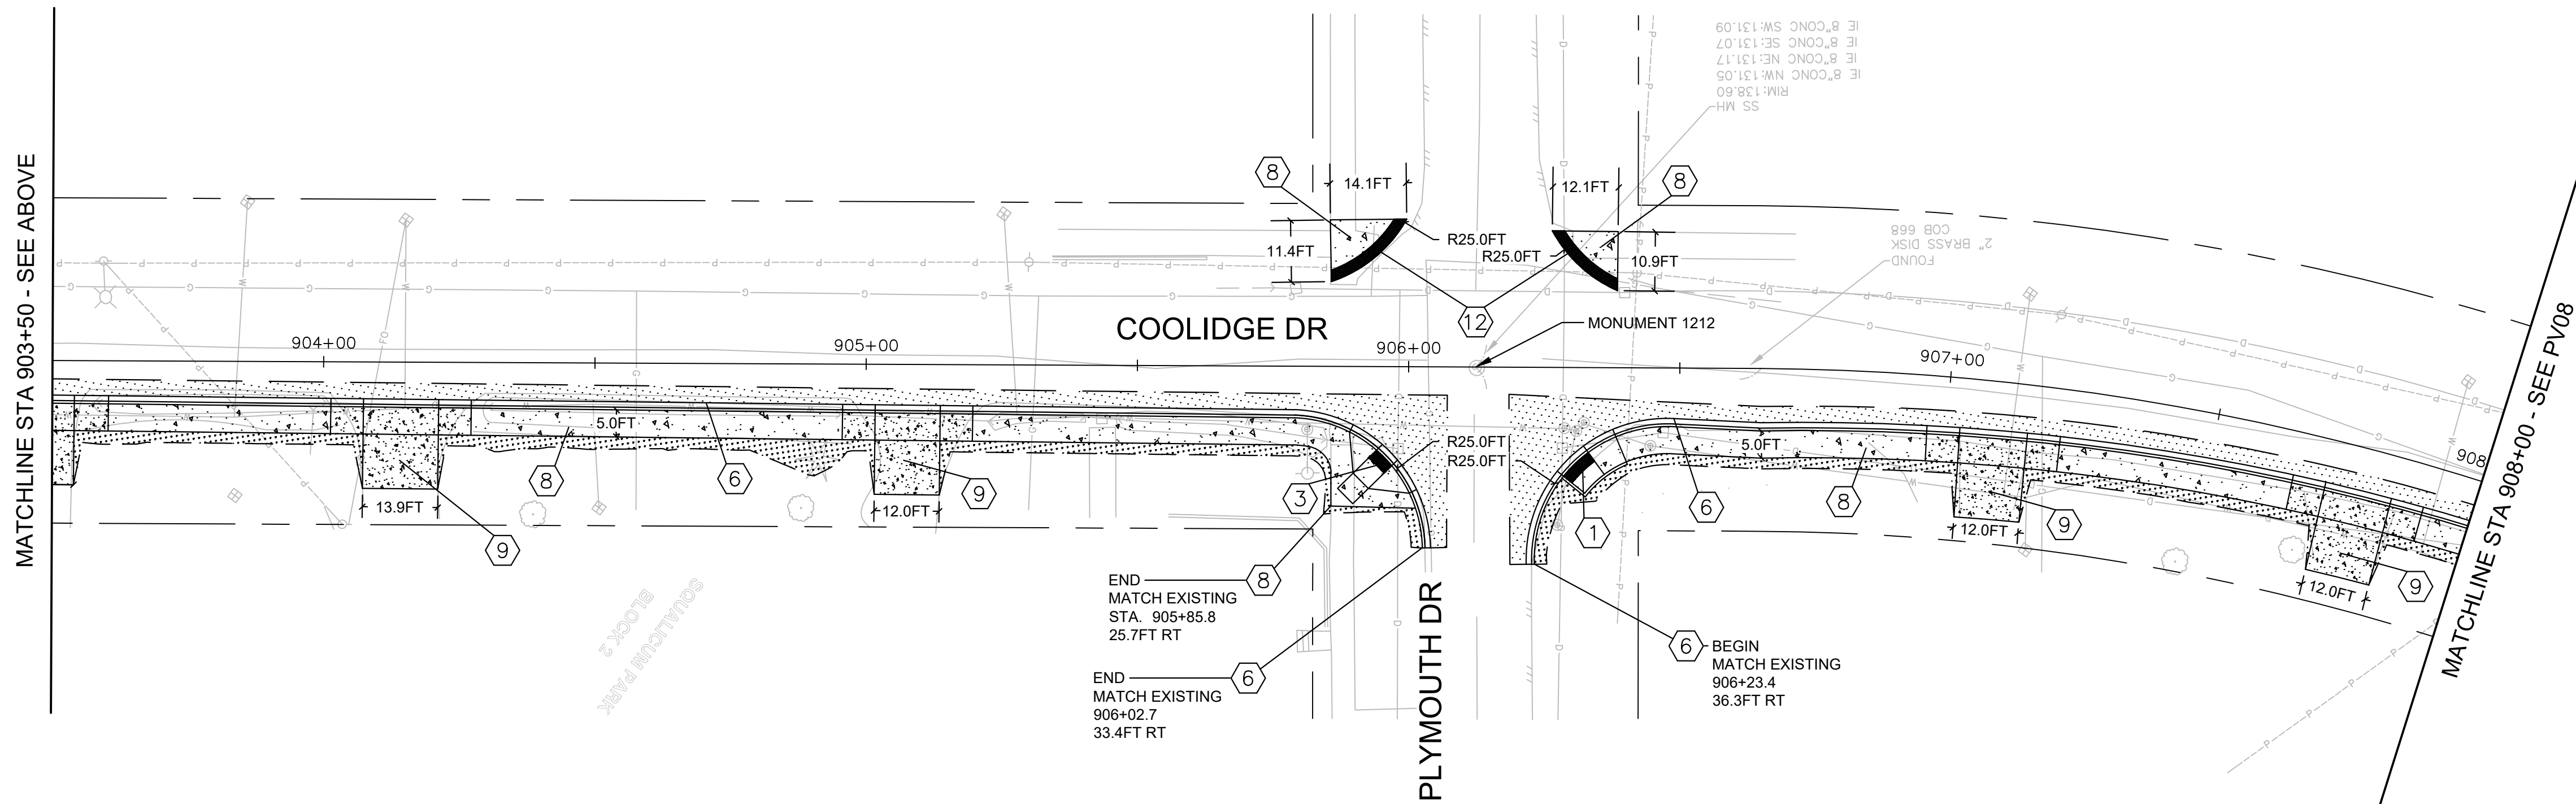 MATCHLINE STA 903+50 - SEE ABOVE
IE 8"CONC SW:131.09
IE 8"CONC SE:131.07
IE 8"CONC NE:131.17
IE 8"CONC NW:131.05
RIM:138.60
SS MH
8
14.1FT
12.1FT
8
11.4FT
R25.0FT
R25.0FT
10.9FT
FOUND
2" BRASS DISK
COB 668
12
COOLIDGE DR
MONUMENT 1212
904+00
905+00
906+00
907+00
908
5.0FT
8
6
R25.0FT
R25.0FT
5.0FT
6
8
9
3
1
13.9FT
9
12.0FT
9
12.0FT
9
12.0FT
9
END
8
MATCH EXISTING
STA. 905+85.8
25.7FT RT
END
6
MATCH EXISTING
906+02.7
33.4FT RT
6
BEGIN
MATCH EXISTING
906+23.4
36.3FT RT
PLYMOUTH DR
SQUALICUM PARK
BLOCK 2
MATCHLINE STA 908+00 - SEE PV08
P
G
W
D
FO